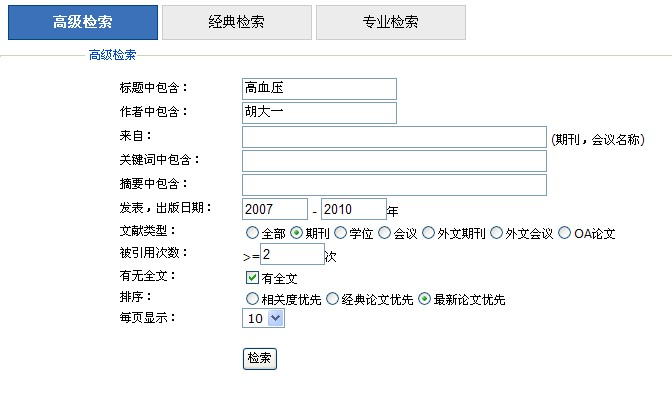 高级检索 经典检索 专业检索
高级检索
标题中包含： 高血压
作者中包含： 胡大一
来自： (期刊，会议名称)
关键词中包含：
摘要中包含：
发表，出版日期： 2007 - 2010 年
文献类型： 全部 期刊 学位 会议 外文期刊 外文会议 OA论文
被引用次数： >= 2 次
有无全文： 有全文
排序： 相关度优先 经典论文优先 最新论文优先
每页显示： 10
检索